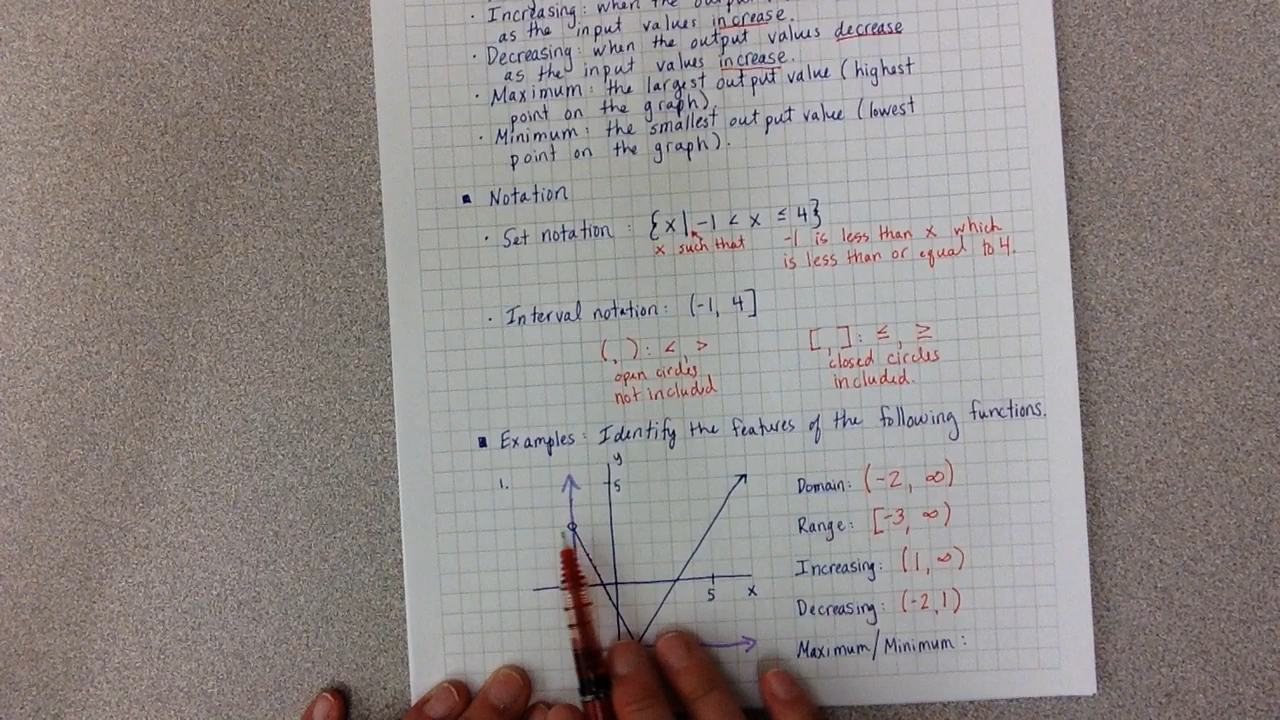 · Increasing: when the output
as the input values increase.
· Decreasing: when the output values decrease
as the input values increase.
· Maximum: the largest output value (highest
point on the graph).
· Minimum: the smallest output value (lowest
point on the graph).
▪ Notation
· Set notation: {x|-1 < x ≤ 4}
x such that
-1 is less than x which
is less than or equal to 4.
· Interval notation: (-1, 4]
( , ): < , >
open circles
not included
[ , ]: ≤ , ≥
closed circles
included.
▪ Examples: Identify the features of the following functions.
1.
y
5
5
x
Domain: (-2, ∞)
Range: [-3, ∞)
Increasing: (1, ∞)
Decreasing: (-2, 1)
Maximum/Minimum: